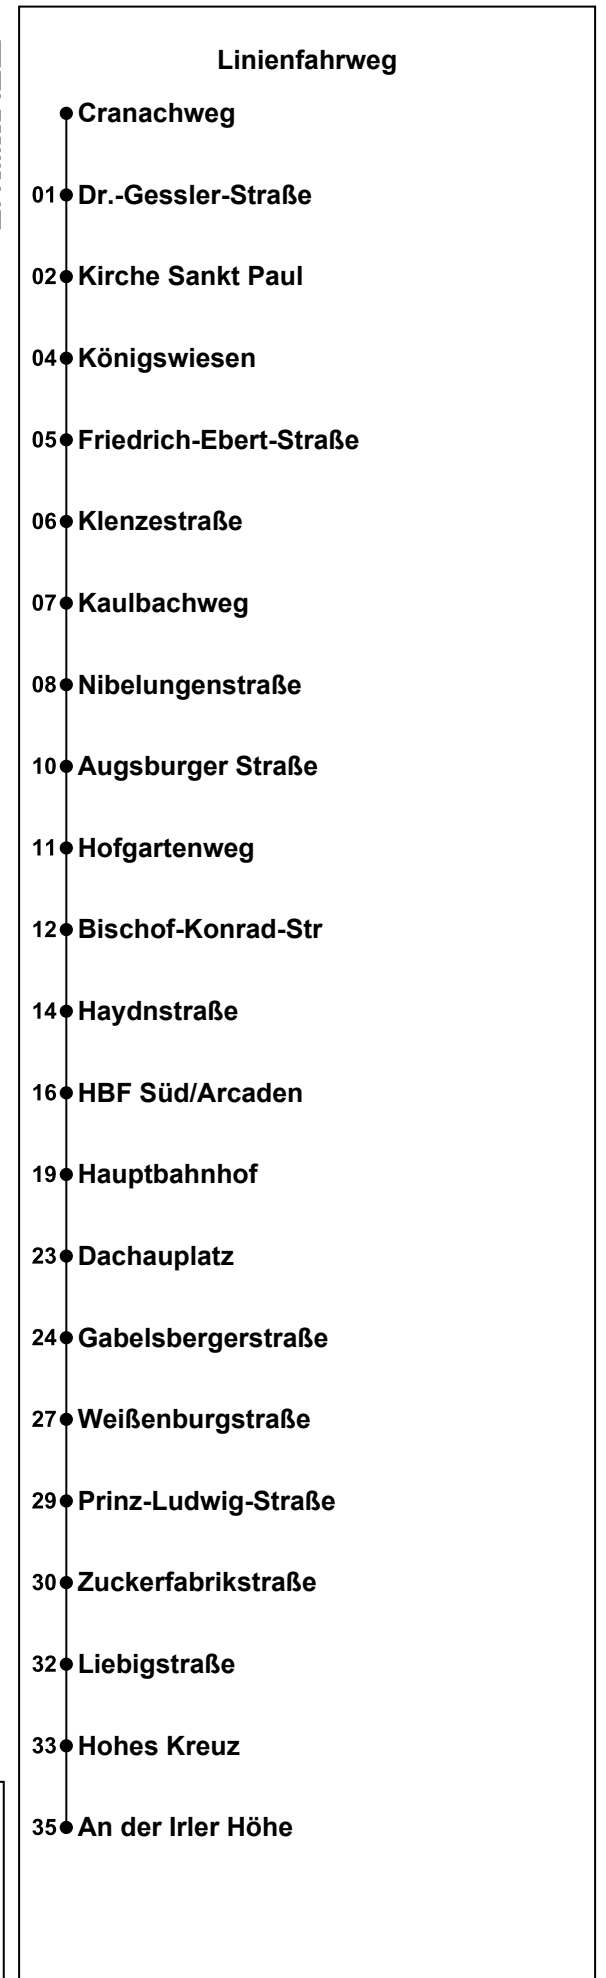 Linienfahrweg
Cranachweg
01 Dr.-Gessler-Straße
02 Kirche Sankt Paul
04 Königswiesen
05 Friedrich-Ebert-Straße
06 Klenzestraße
07 Kaulbachweg
08 Nibelungenstraße
10 Augsburger Straße
11 Hofgartenweg
12 Bischof-Konrad-Str
14 Haydnstraße
16 HBF Süd/Arcaden
19 Hauptbahnhof
23 Dachauplatz
24 Gabelsbergerstraße
27 Weißenburgstraße
29 Prinz-Ludwig-Straße
30 Zuckerfabrikstraße
32 Liebigstraße
33 Hohes Kreuz
35 An der Irler Höhe